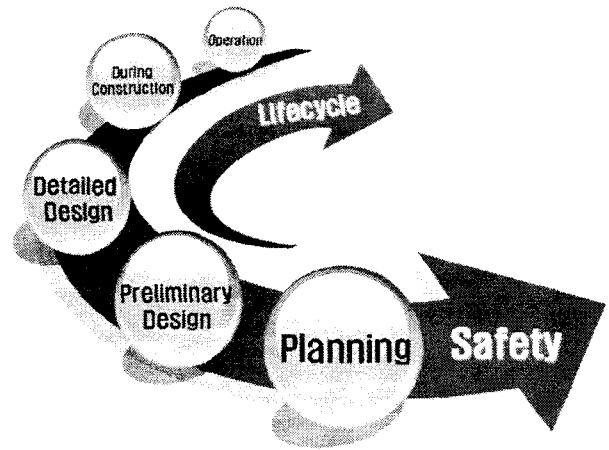 Operation
During
Construction
Lifecycle
Detailed
Design
Preliminary
Design
Planning
Safety